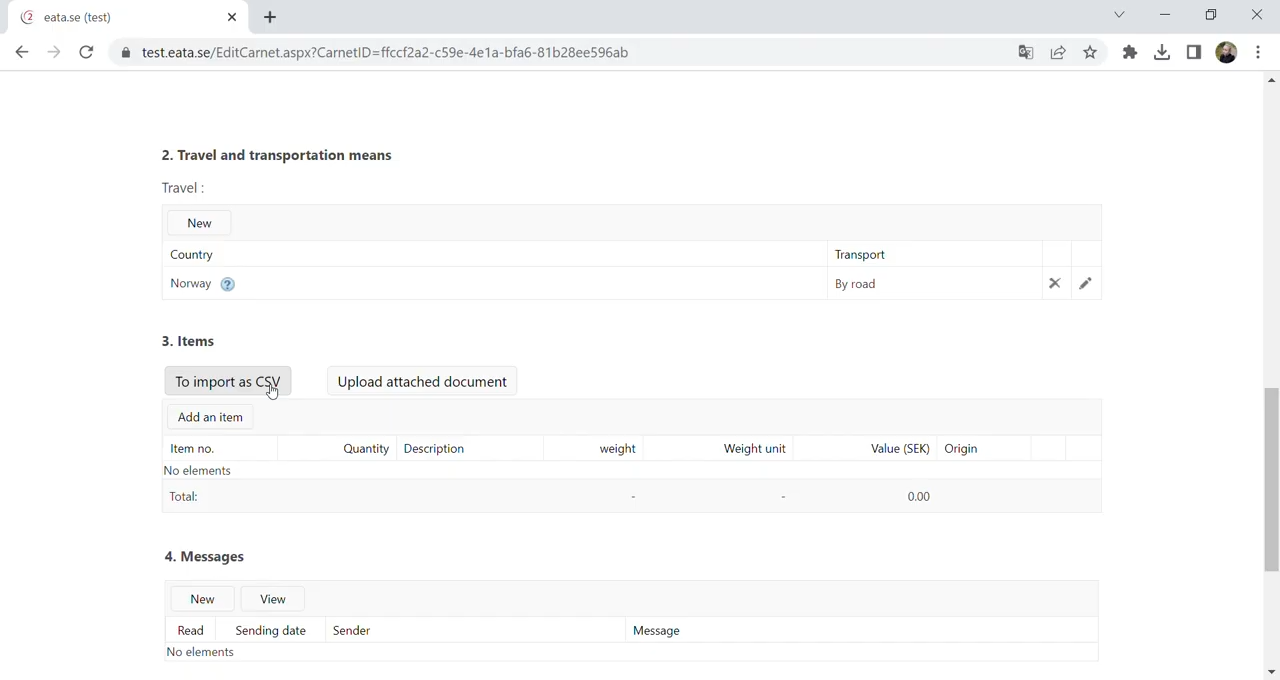 eata.se (test)
test.eata.se/EditCarnet.aspx?CarnetID=ffccf2a2-c59e-4e1a-bfa6-81b28ee596ab
2. Travel and transportation means
Travel :
New
Country Transport
Norway ? By road
3. Items
To import as CSV Upload attached document
Add an item
Item no. Quantity Description weight Weight unit Value (SEK) Origin
No elements
Total: - - 0.00
4. Messages
New View
Read Sending date Sender Message
No elements